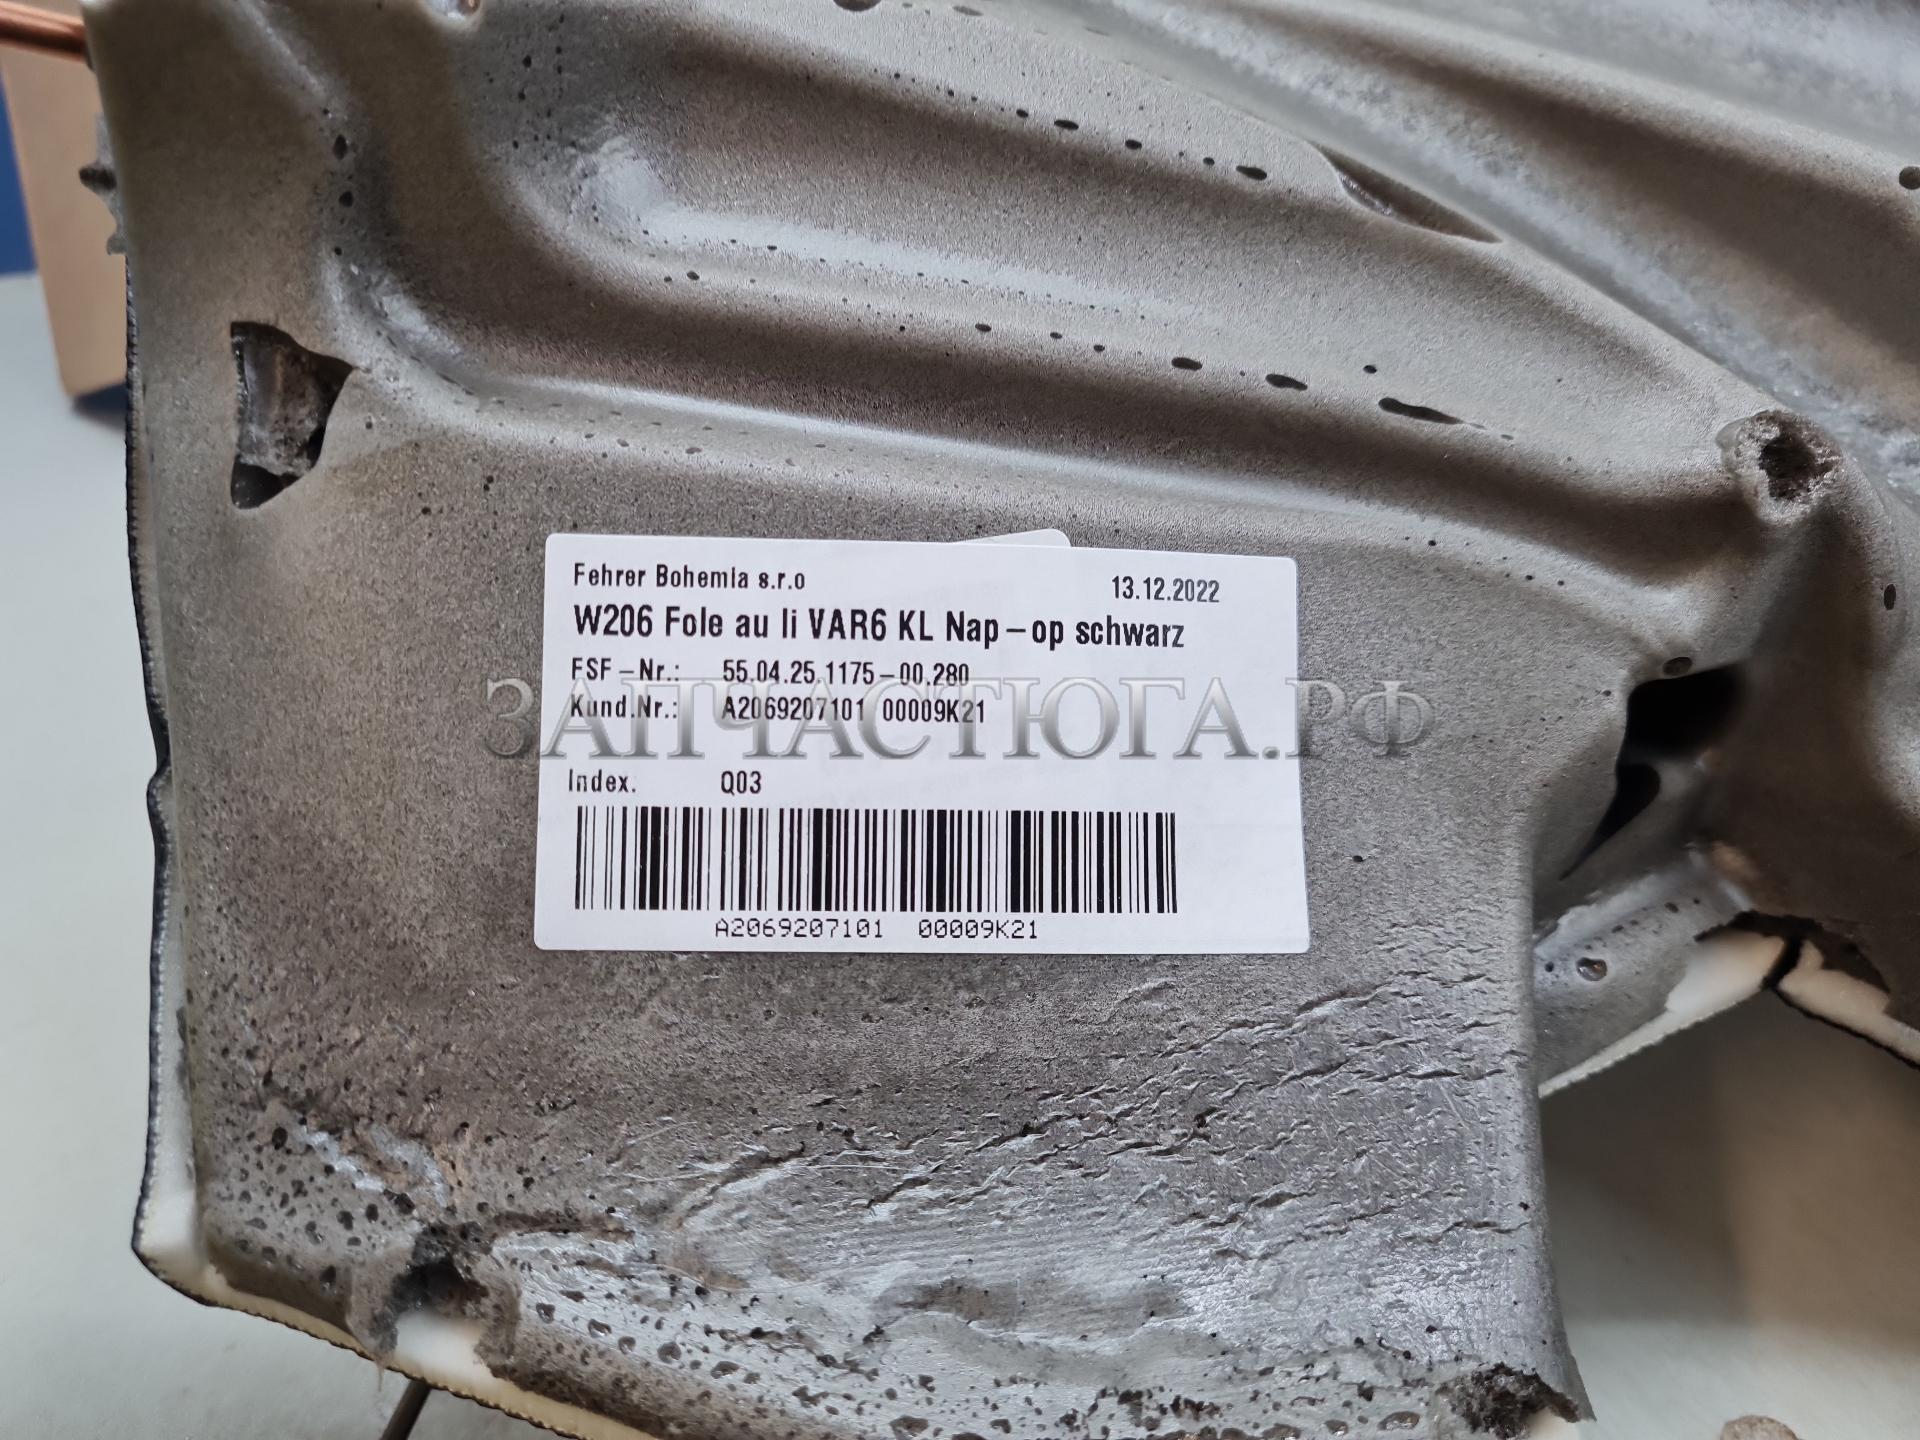 Fehrer Bohemia s.r.o 13.12.2022
W206 Fole au li VAR6 KL Nap-op schwarz
FSF-Nr.: 55.04.25.1175-00.280
Kund.Nr.: A2069207101 00009K21
ЗАПЧАСТЮГА.РФ
Index. Q03
A2069207101 00009K21